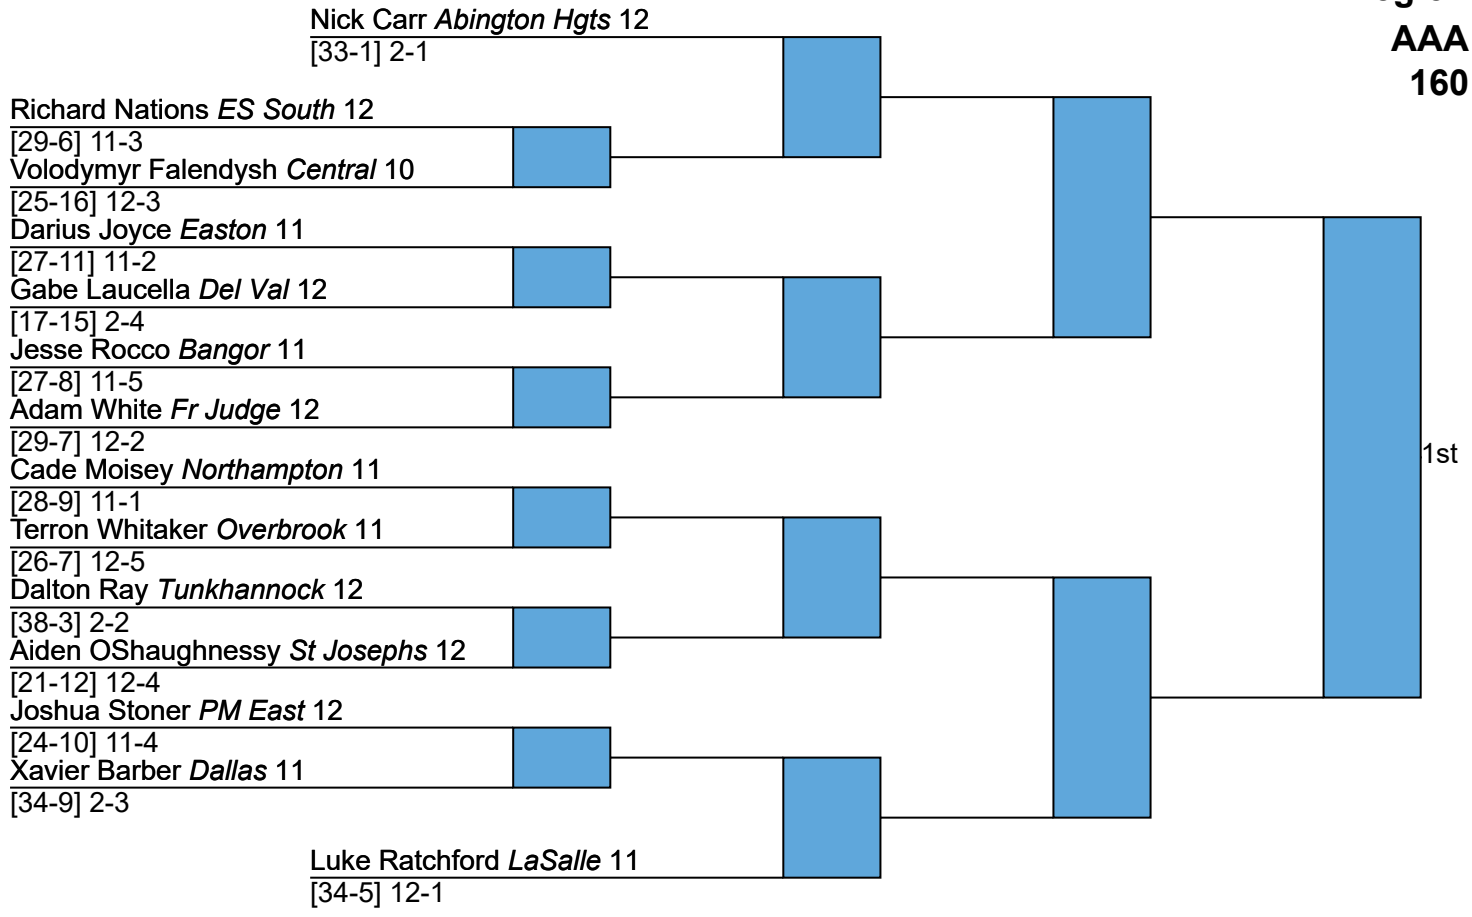 AAA
160
Nick Carr Abington Hgts 12
[33-1] 2-1
Richard Nations ES South 12
[29-6] 11-3
Volodymyr Falendysh Central 10
[25-16] 12-3
Darius Joyce Easton 11
[27-11] 11-2
Gabe Laucella Del Val 12
[17-15] 2-4
Jesse Rocco Bangor 11
[27-8] 11-5
Adam White Fr Judge 12
[29-7] 12-2
Cade Moisey Northampton 11
[28-9] 11-1
Terron Whitaker Overbrook 11
[26-7] 12-5
Dalton Ray Tunkhannock 12
[38-3] 2-2
Aiden OShaughnessy St Josephs 12
[21-12] 12-4
Joshua Stoner PM East 12
[24-10] 11-4
Xavier Barber Dallas 11
[34-9] 2-3
Luke Ratchford LaSalle 11
[34-5] 12-1
1st